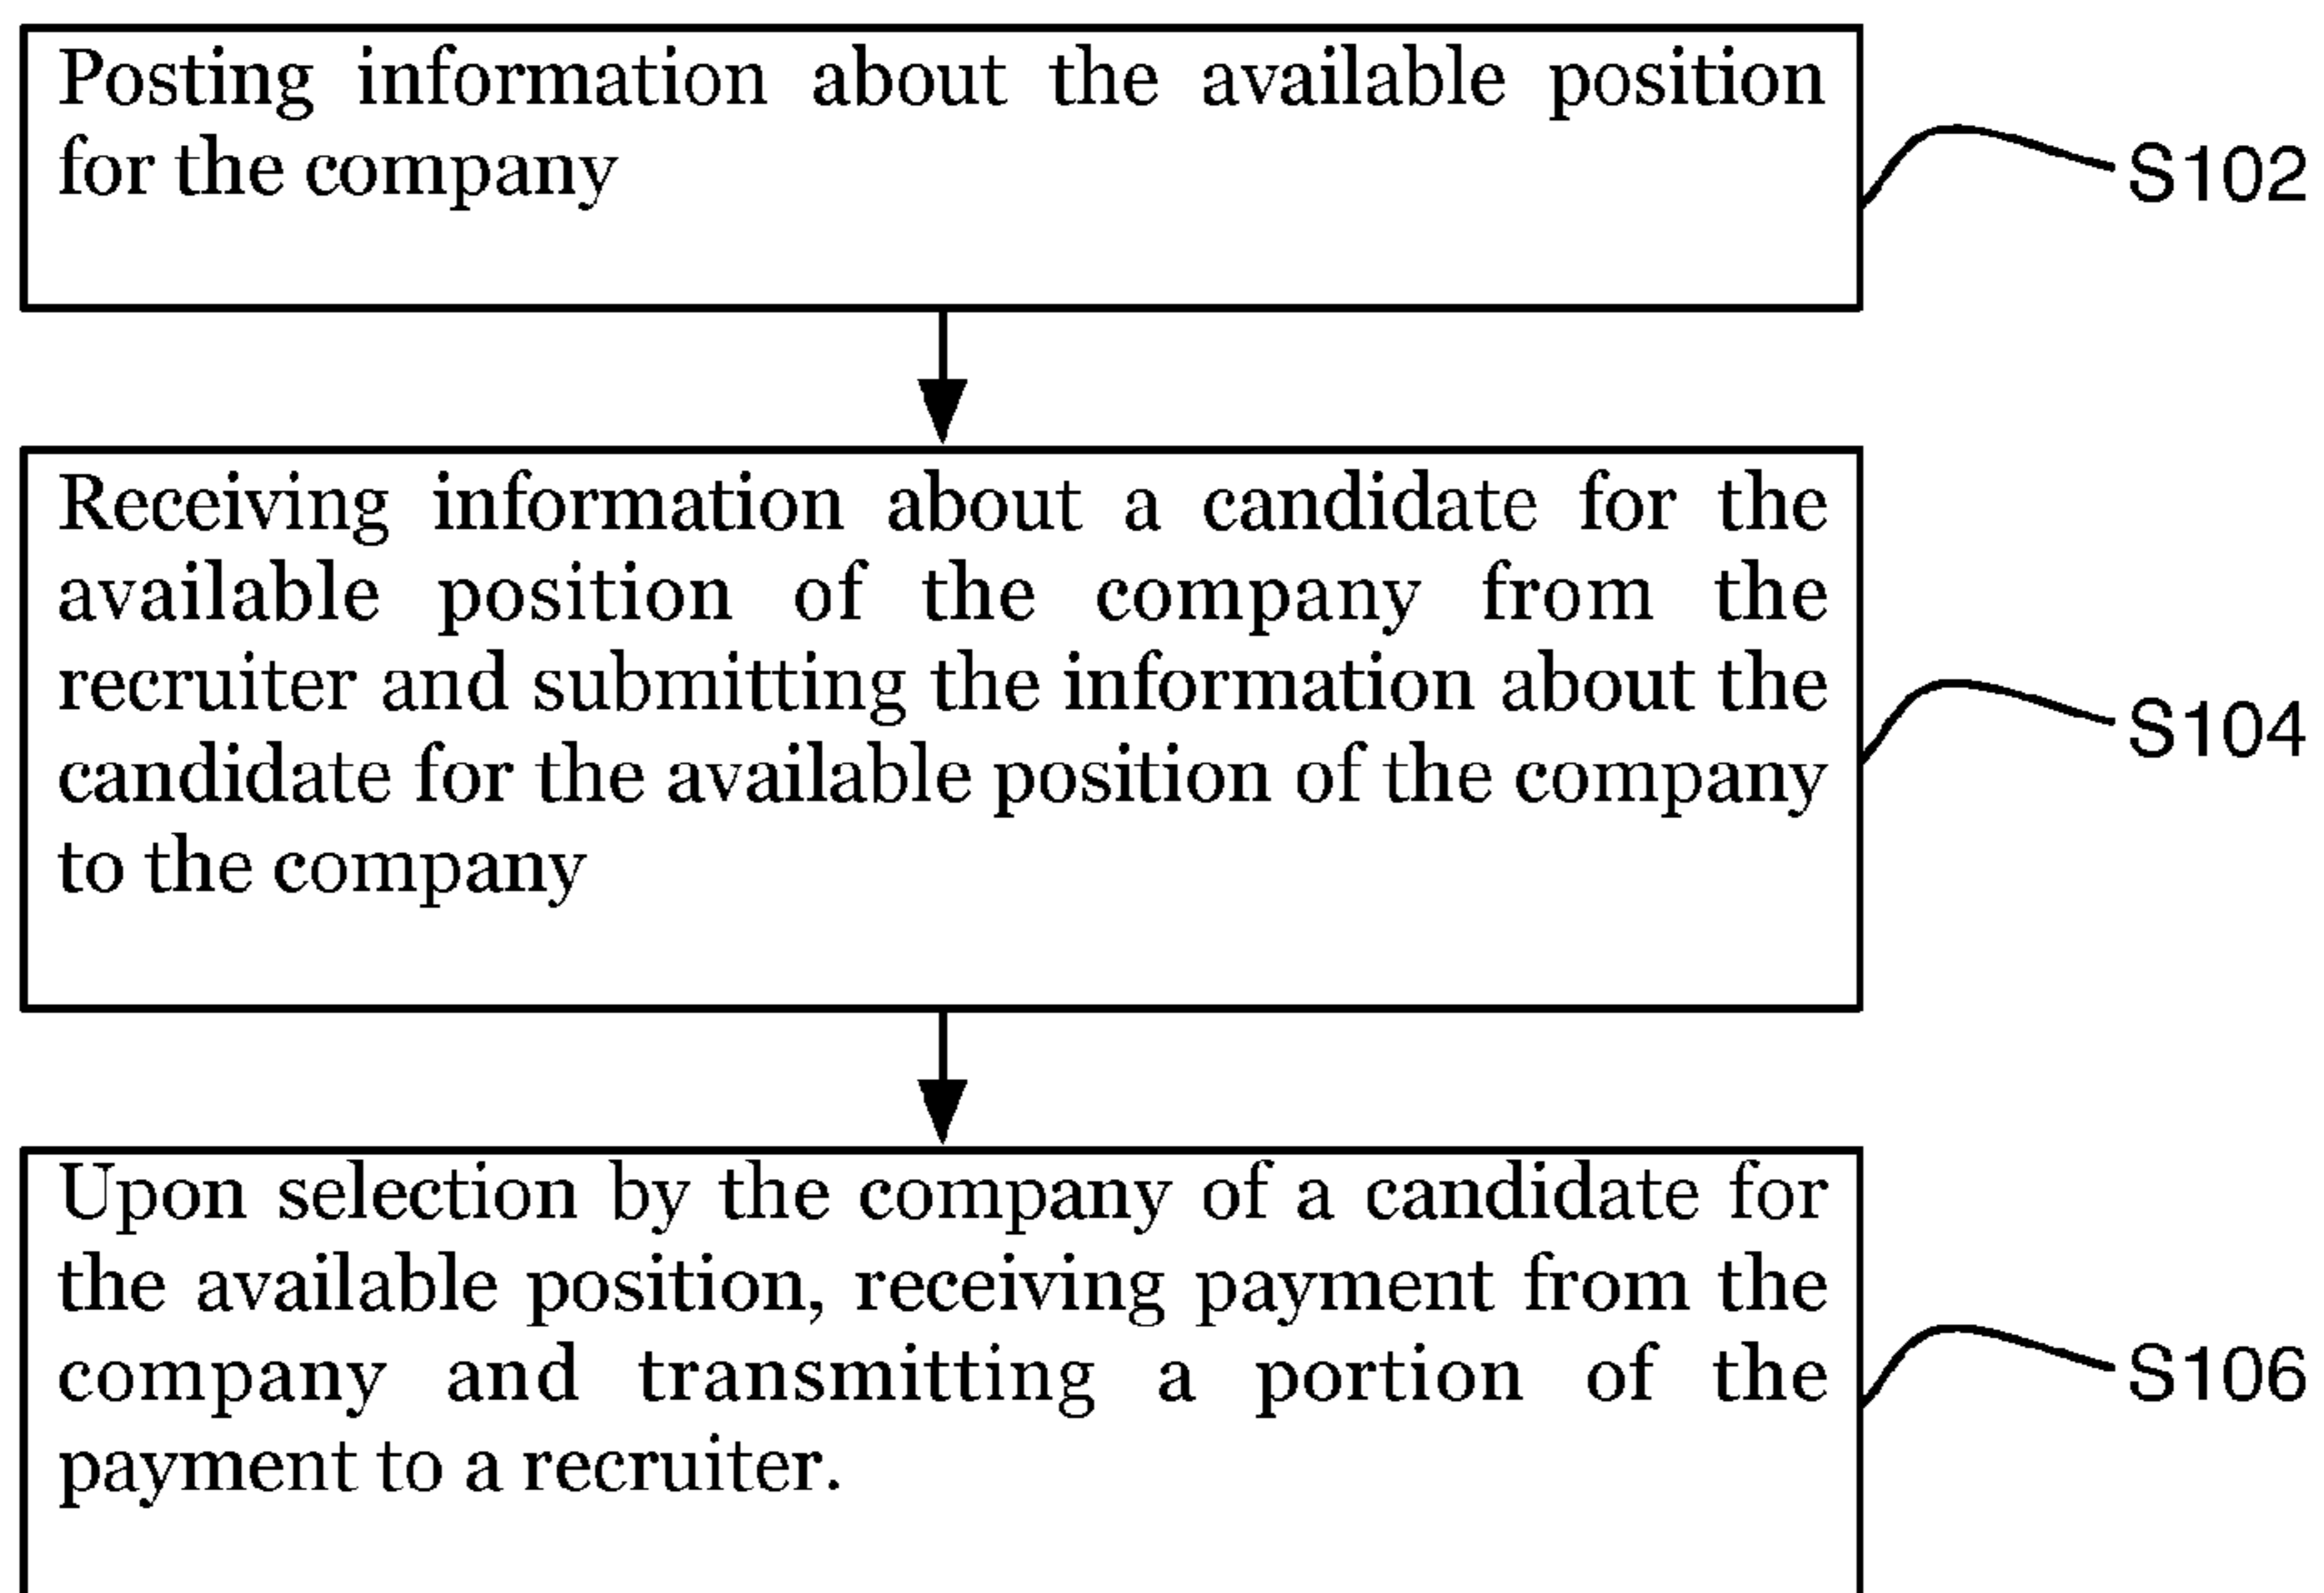 Posting information about the available position
for the company
S102
Receiving information about a candidate for the
available position of the company from the
recruiter and submitting the information about the
candidate for the available position of the company
to the company
S104
Upon selection by the company of a candidate for
the available position, receiving payment from the
company and transmitting a portion of the
payment to a recruiter.
S106